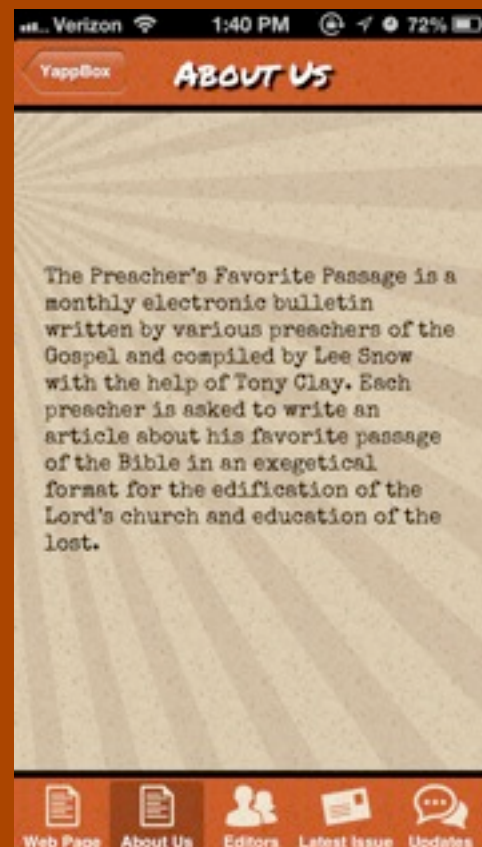 Verizon 1:40 PM 72%
YappBox
About Us
The Preacher's Favorite Passage is a
monthly electronic bulletin
written by various preachers of the
Gospel and compiled by Lee Snow
with the help of Tony Clay. Each
preacher is asked to write an
article about his favorite passage
of the Bible in an exegetical
format for the edification of the
Lord's church and education of the
lost.
Web Page About Us Editors Latest Issue Updates